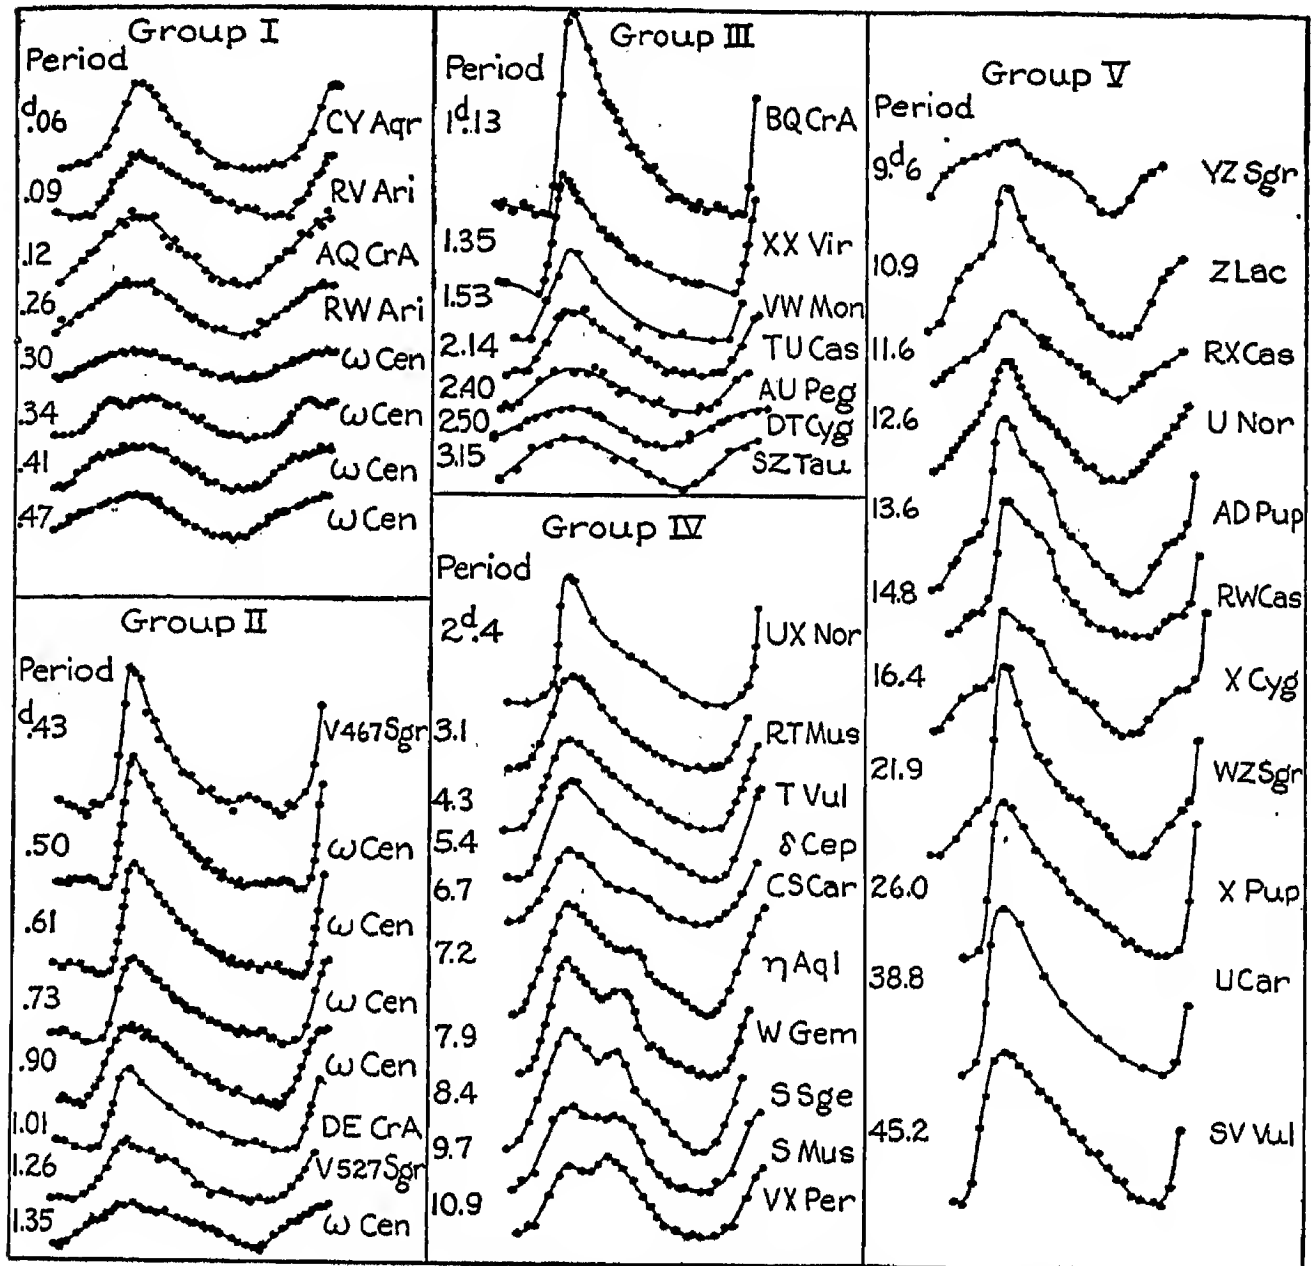 Group I
Period
d.06 CY Aqr
.09 RV Ari
.12 AQ CrA
.26 RW Ari
.30 ω Cen
.34 ω Cen
.41 ω Cen
.47 ω Cen
Group II
Period
d.43 V467 Sgr
.50 ω Cen
.61 ω Cen
.73 ω Cen
.90 ω Cen
1.01 DE CrA
1.26 V527 Sgr
1.35 ω Cen
Group III
Period
1d.13 BQ CrA
1.35 XX Vir
1.53 VW Mon
2.14 TU Cas
2.40 AU Peg
2.50 DT Cyg
3.15 SZ Tau
Group IV
Period
2d.4 UX Nor
3.1 RT Mus
4.3 T Vul
5.4 δ Cep
6.7 CS Car
7.2 η Aql
7.9 W Gem
8.4 S Sge
9.7 S Mus
10.9 VX Per
Group V
Period
9d.6 YZ Sgr
10.9 Z Lac
11.6 RX Cas
12.6 U Nor
13.6 AD Pup
14.8 RW Cas
16.4 X Cyg
21.9 WZ Sgr
26.0 X Pup
38.8 U Car
45.2 SV Vul